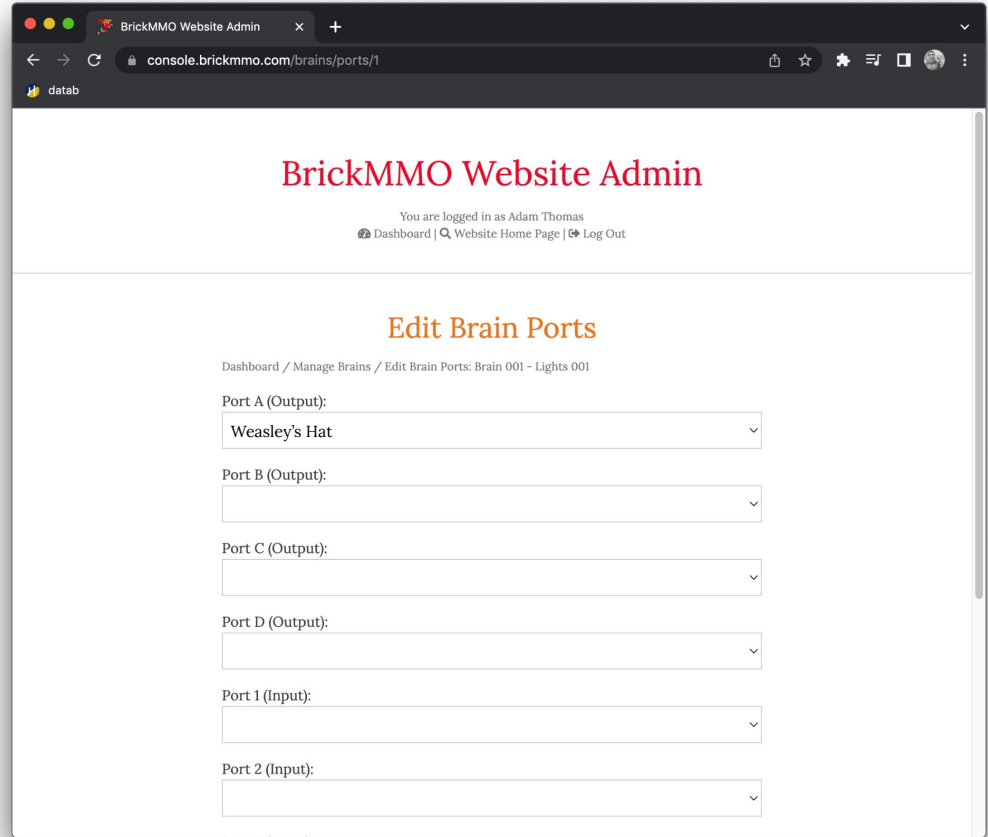 BrickMMO Website Admin
console.brickmmo.com/brains/ports/1
datab
BrickMMO Website Admin
You are logged in as Adam Thomas
Dashboard | Website Home Page | Log Out
Edit Brain Ports
Dashboard / Manage Brains / Edit Brain Ports: Brain 001 - Lights 001
Port A (Output):
Weasley's Hat
Port B (Output):
Port C (Output):
Port D (Output):
Port 1 (Input):
Port 2 (Input):